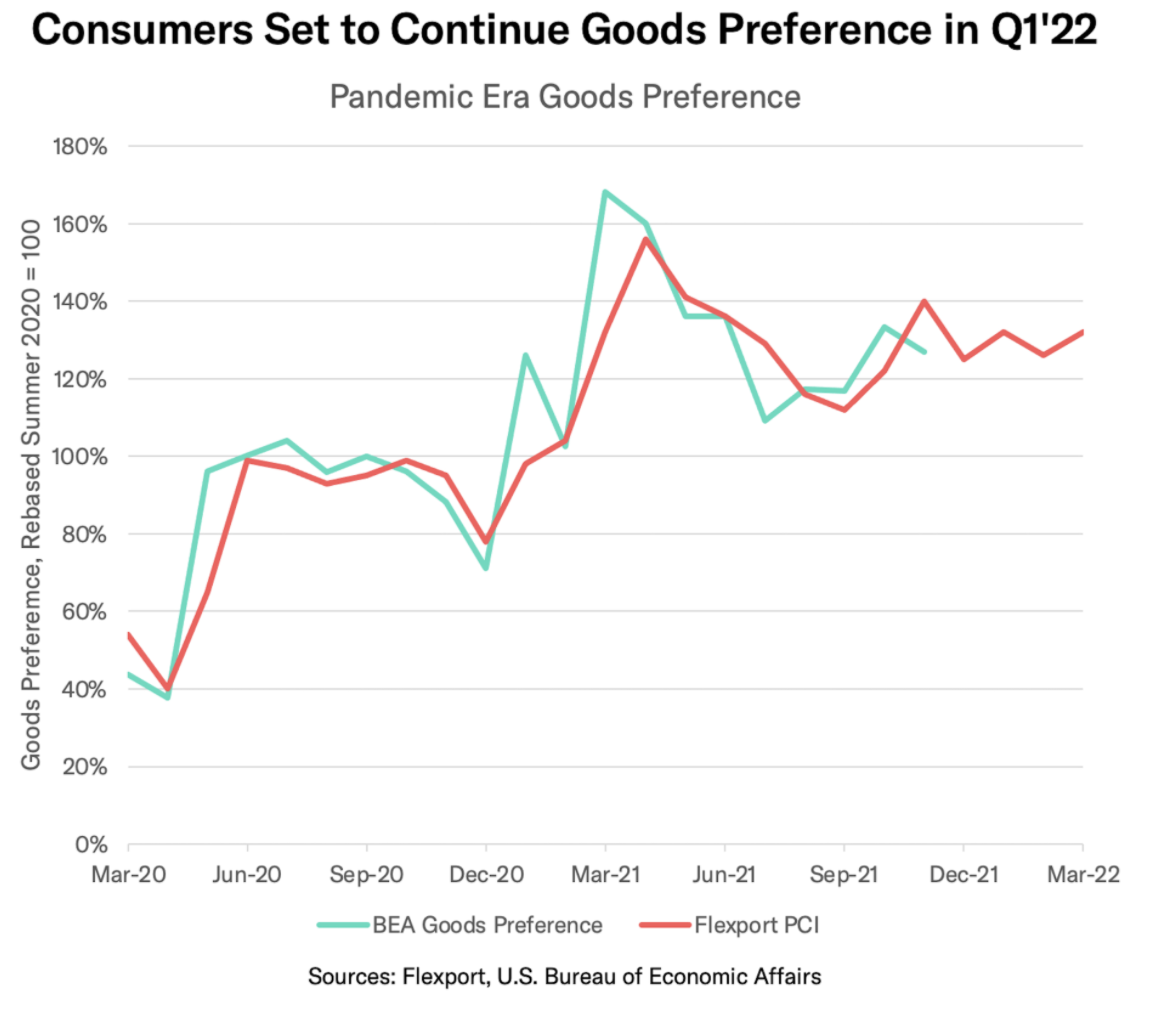 Consumers Set to Continue Goods Preference in Q1'22
Pandemic Era Goods Preference
Goods Preferemce, Rebased Summer 2020 = 100
180%
160%
140%
120%
100%
80%
60%
40%
20%
0%
Mar-20 Jun-20 Sep-20 Dec-20 Mar-21 Jun-21 Sep-21 Dec-21 Mar-22
BEA Goods Preference Flexport PCI
Sources: Flexport, U.S. Bureau of Economic Affairs